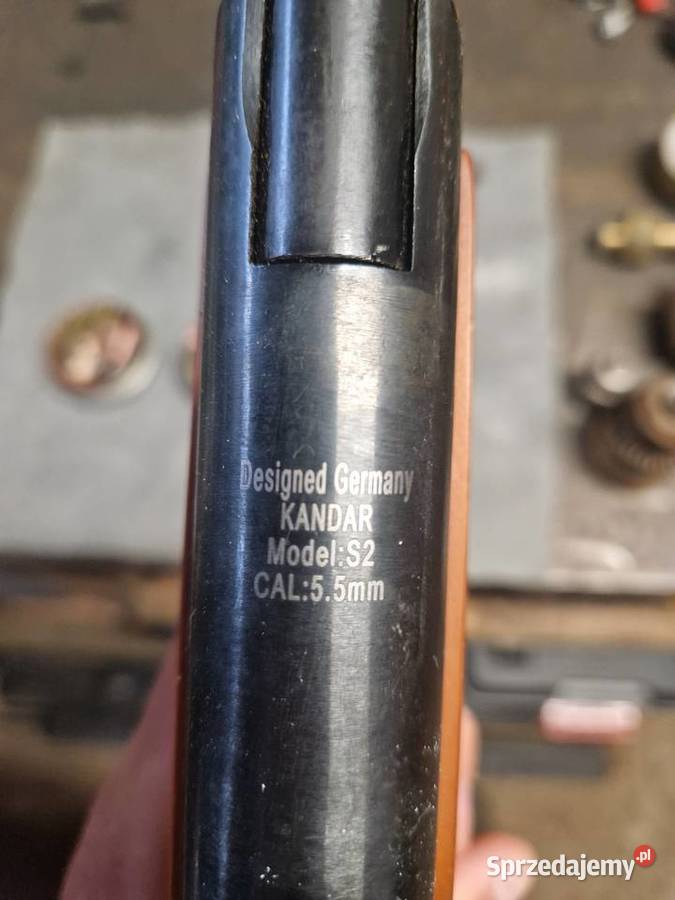 Designed Germany
KANDAR
Model:S2
CAL:5.5mm
Sprzedajemy.pl